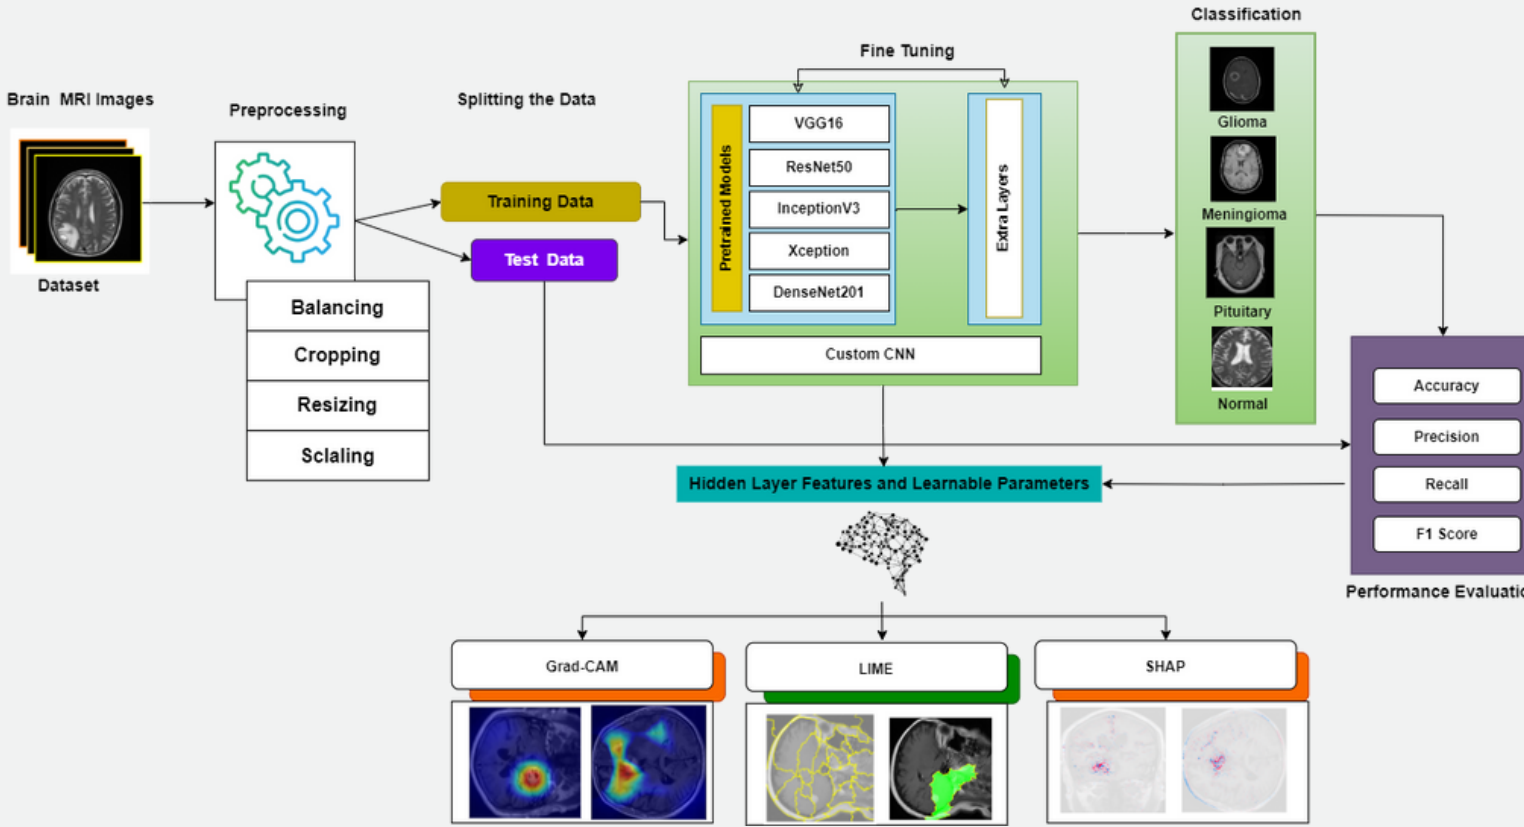 Classification
Fine Tuning
Brain MRI Images
Preprocessing
Splitting the Data
Dataset
Balancing
Cropping
Resizing
Sclaling
Training Data
Test Data
Pretrained Models
VGG16
ResNet50
InceptionV3
Xception
DenseNet201
Extra Layers
Custom CNN
Glioma
Meningioma
Pituitary
Normal
Accuracy
Precision
Recall
F1 Score
Performance Evaluatio
Hidden Layer Features and Learnable Parameters
Grad-CAM
LIME
SHAP